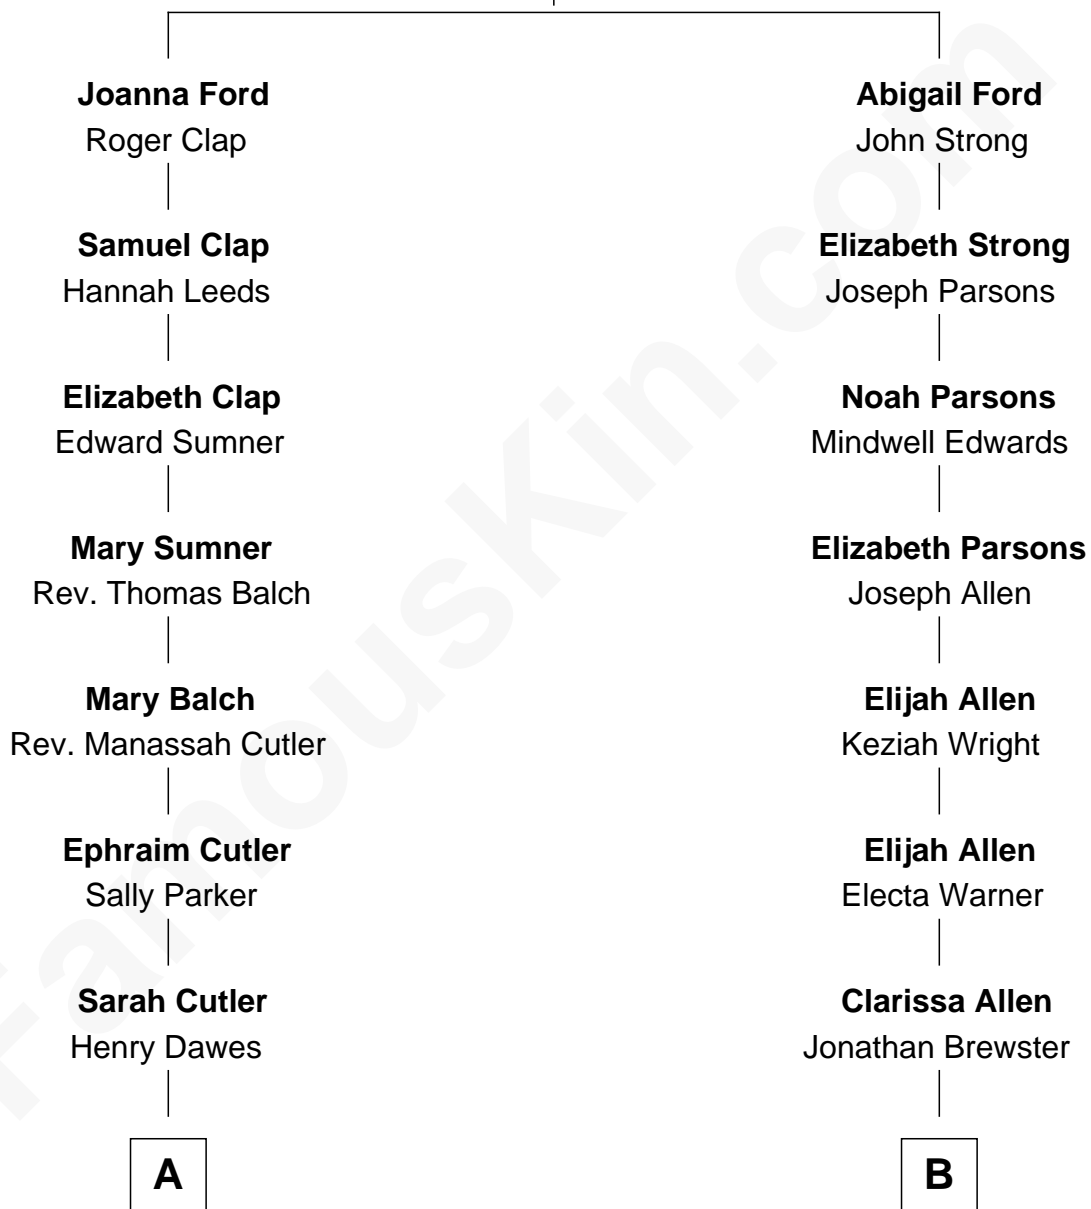 Joanna Ford
Roger Clap
Samuel Clap
Hannah Leeds
Elizabeth Clap
Edward Sumner
Mary Sumner
Rev. Thomas Balch
Mary Balch
Rev. Manassah Cutler
Ephraim Cutler
Sally Parker
Sarah Cutler
Henry Dawes
A
Abigail Ford
John Strong
Elizabeth Strong
Joseph Parsons
Noah Parsons
Mindwell Edwards
Elizabeth Parsons
Joseph Allen
Elijah Allen
Keziah Wright
Elijah Allen
Electa Warner
Clarissa Allen
Jonathan Brewster
B
FamousKin.com